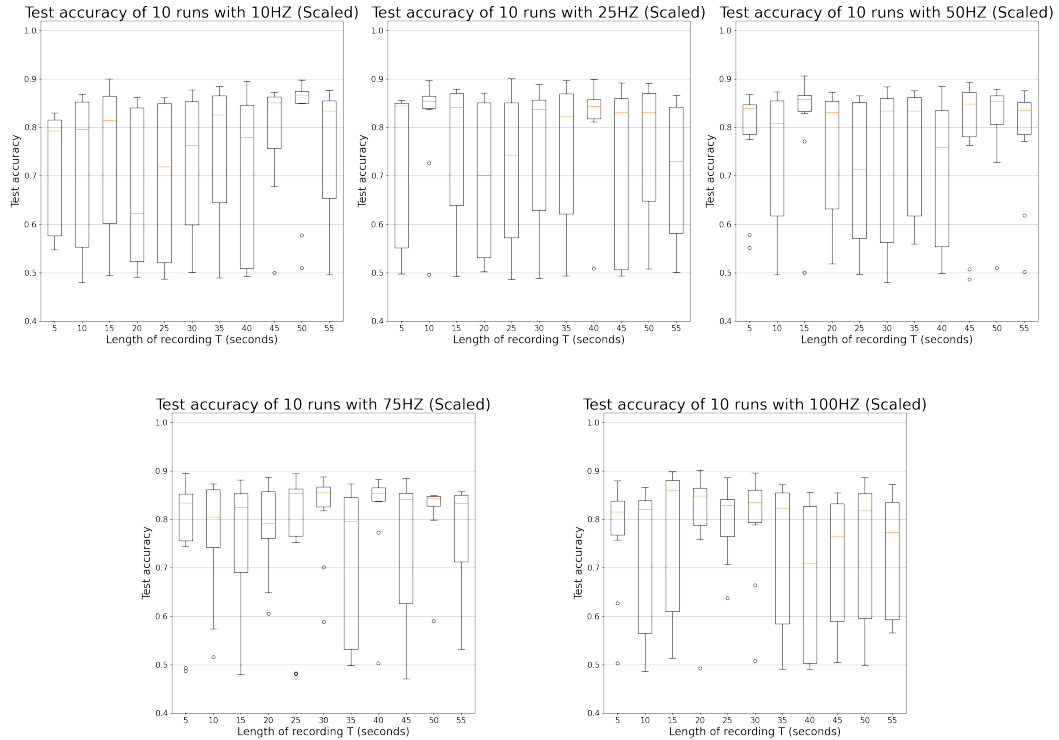 Test accuracy of 10 runs with 10HZ (Scaled)
Test accuracy of 10 runs with 25HZ (Scaled)
Test accuracy of 10 runs with 50HZ (Scaled)
1.0
0.9
0.8
0.7
0.6
0.5
0.4
Test accuracy
5 10 15 20 25 30 35 40 45 50 55
Length of recording T (seconds)
1.0
0.9
0.8
0.7
0.6
0.5
0.4
Test accuracy
5 10 15 20 25 30 35 40 45 50 55
Length of recording T (seconds)
1.0
0.9
0.8
0.7
0.6
0.5
0.4
Test accuracy
5 10 15 20 25 30 35 40 45 50 55
Length of recording T (seconds)
Test accuracy of 10 runs with 75HZ (Scaled)
1.0
0.9
0.8
0.7
0.6
0.5
0.4
Test accuracy
5 10 15 20 25 30 35 40 45 50 55
Length of recording T (seconds)
Test accuracy of 10 runs with 100HZ (Scaled)
1.0
0.9
0.8
0.7
0.6
0.5
0.4
Test accuracy
5 10 15 20 25 30 35 40 45 50 55
Length of recording T (seconds)